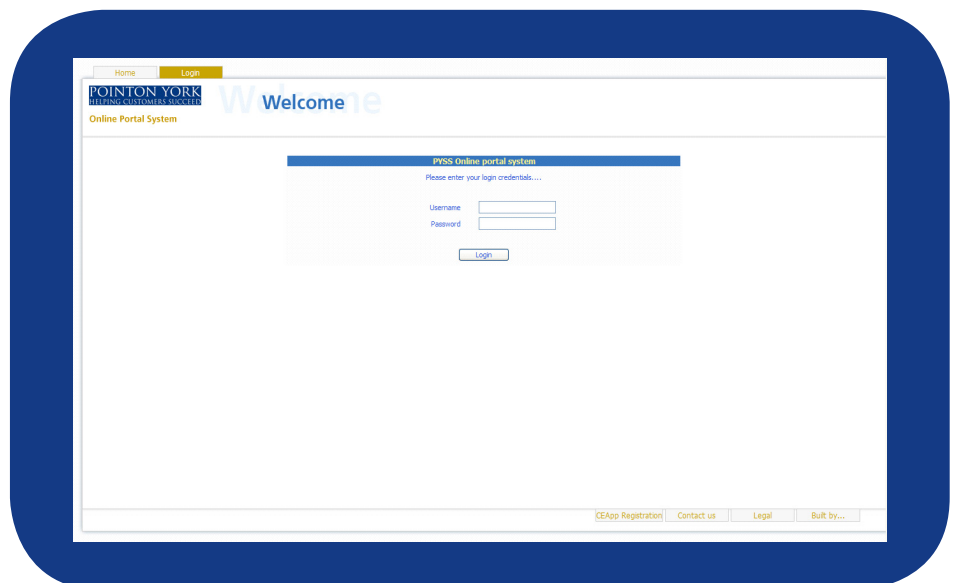 Home Login
POINTON YORK
HELPING CUSTOMERS SUCCEED
Welcome
Welcome
Online Portal System
PYSS Online portal system
Please enter your login credentials....
Username
Password
Login
CEApp Registration Contact us Legal Built by...